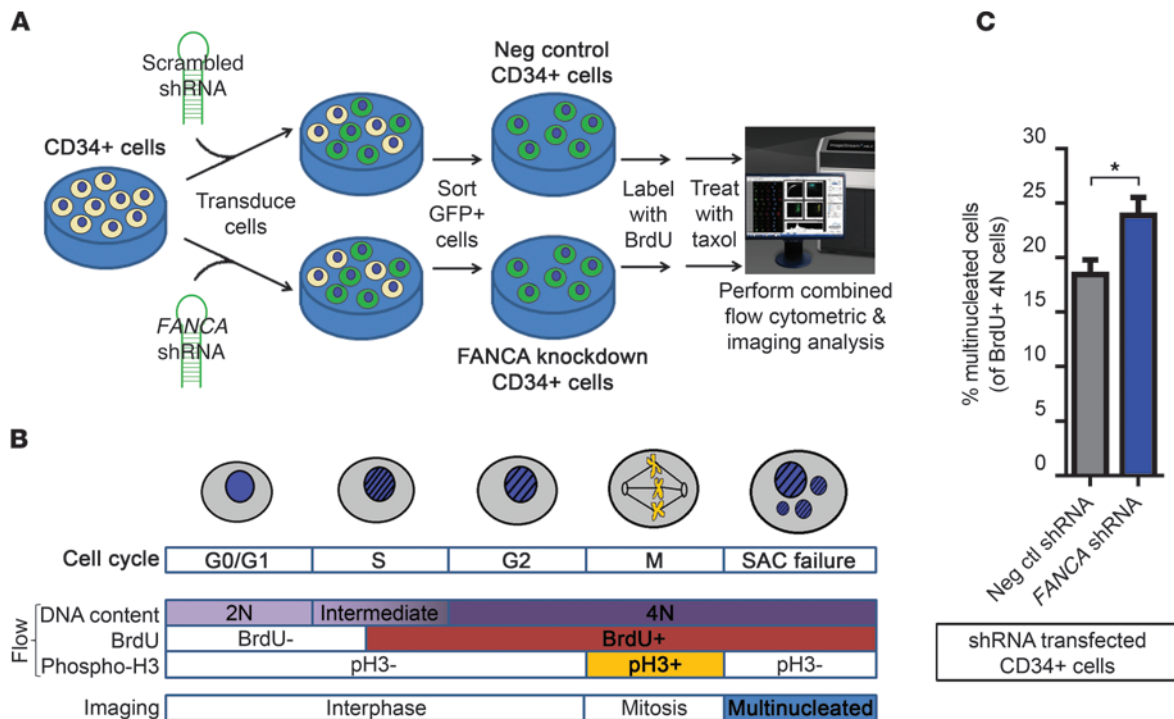 A
Scrambled
shRNA
CD34+ cells
Transduce
cells
FANCA
shRNA
Sort
GFP+
cells
Neg control
CD34+ cells
FANCA knockdown
CD34+ cells
Label
with
BrdU
Treat
with
taxol
Perform combined
flow cytometric &
imaging analysis
B
Cell cycle G0/G1 S G2 M SAC failure
Flow
DNA content 2N Intermediate 4N
BrdU BrdU- BrdU+
Phospho-H3 pH3- pH3+ pH3-
Imaging Interphase Mitosis Multinucleated
C
% multinucleated cells
(of BrdU+ 4N cells)
30
25
20
15
10
5
0
*
Neg ctl shRNA
FANCA shRNA
shRNA transfected
CD34+ cells